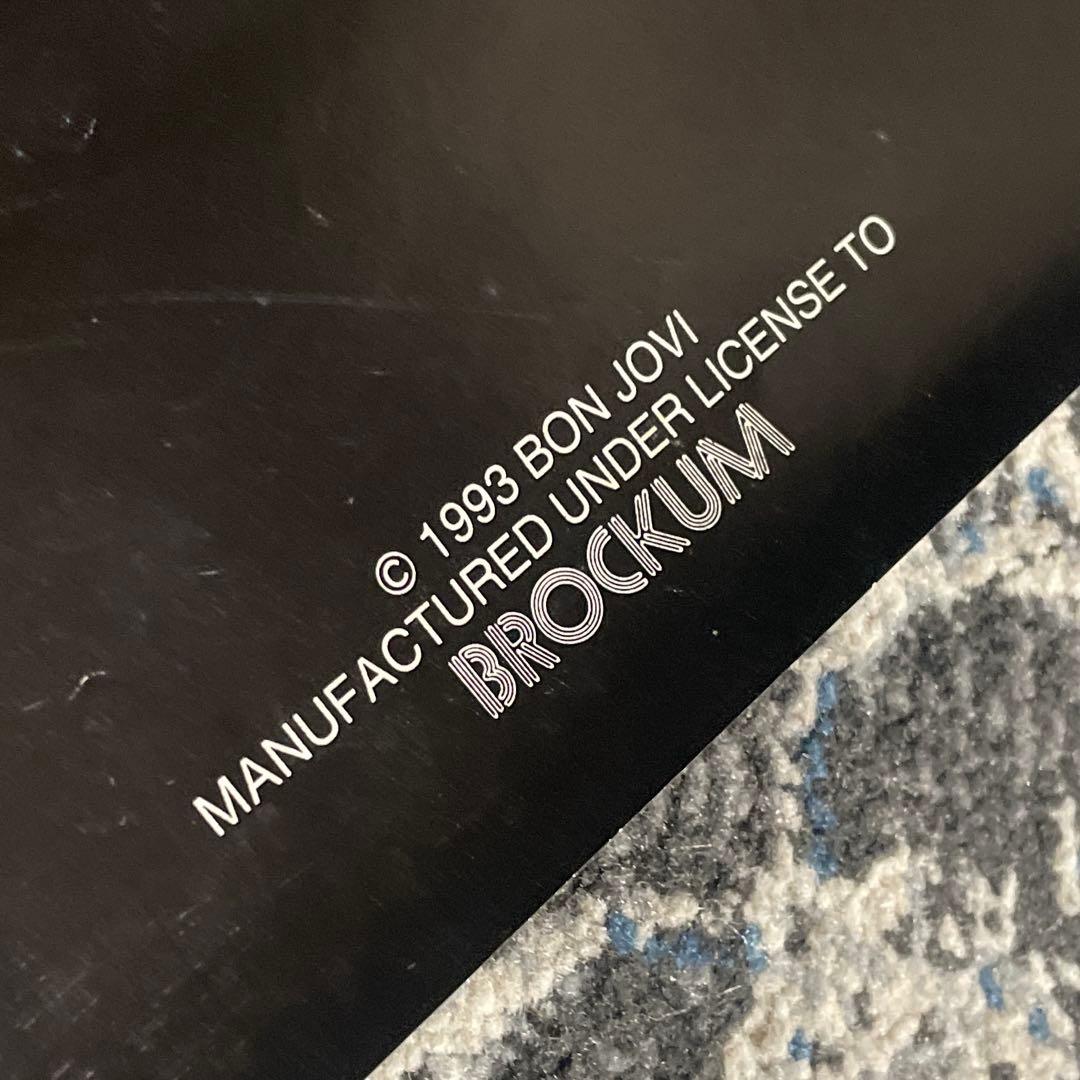 © 1993 BON JOVI
MANUFACTURED UNDER LICENSE TO
BROCKUM